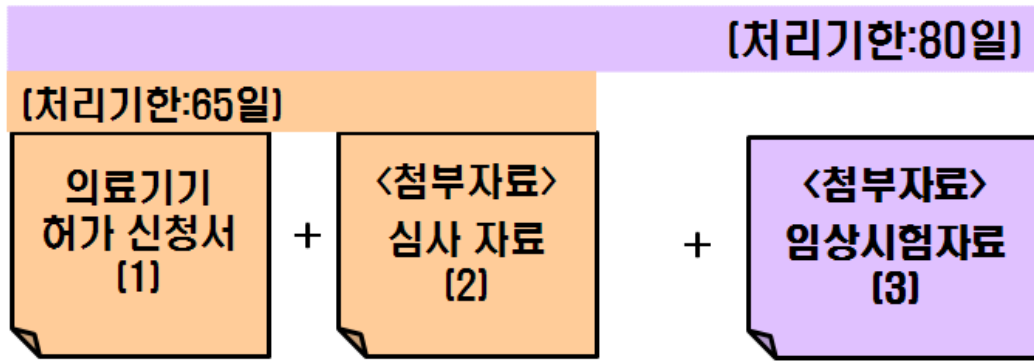 (처리기한:80일)
(처리기한:65일)
의료기기
허가 신청서
(1)
+
<첨부자료>
심사 자료
(2)
+
<첨부자료>
임상시험자료
(3)